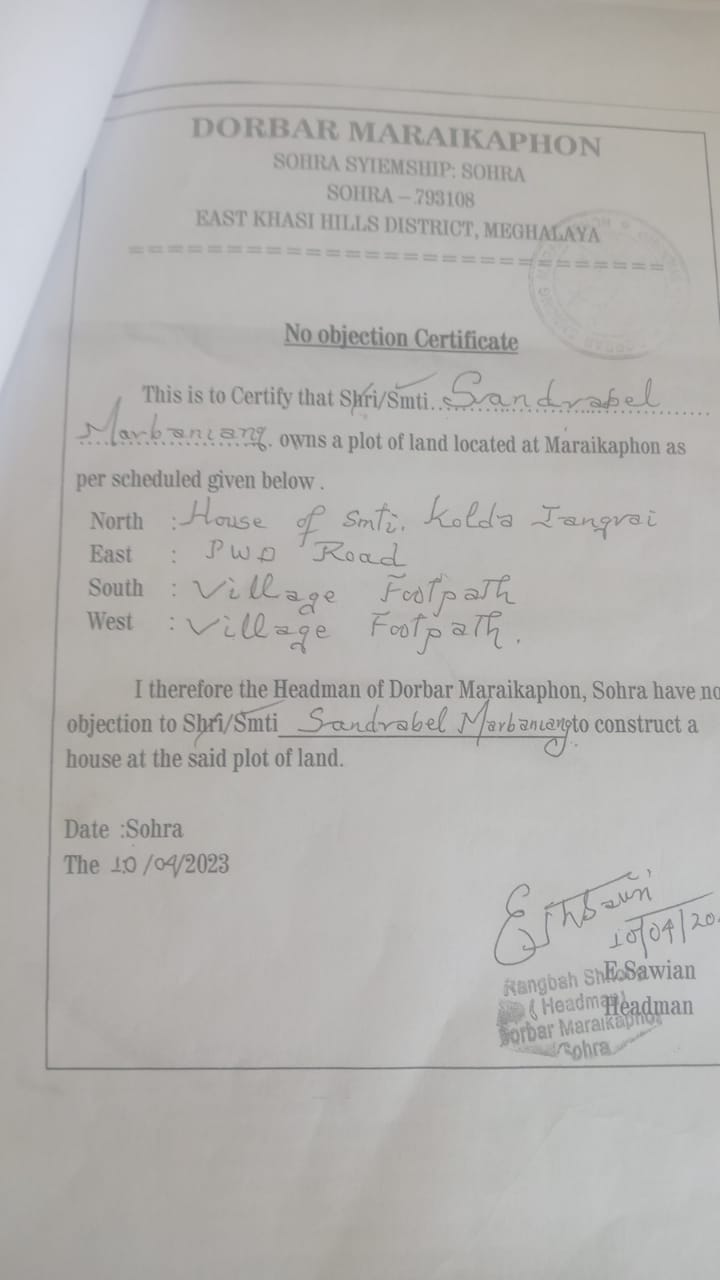 DORBAR MARAIKAPHON
SOHRA SYIEMSHIP: SOHRA
SOHRA – 793108
EAST KHASI HILLS DISTRICT, MEGHALAYA
No objection Certificate
This is to Certify that Shri/Smti. Sandrabel
Marbaniang. owns a plot of land located at Maraikaphon as
per scheduled given below .
North : House of Smti. Kolda Iangrai
East : PWD Road
South : Village Footpath
West : Village Footpath.
I therefore the Headman of Dorbar Maraikaphon, Sohra have no
objection to Shri/Smti Sandrabel Marbaniang to construct a
house at the said plot of land.
Date :Sohra
The 10/04/2023
10/04/20
E.Sawian
Headman
Rangbah
(Headman)
Dorbar Maraikaphon
Sohra